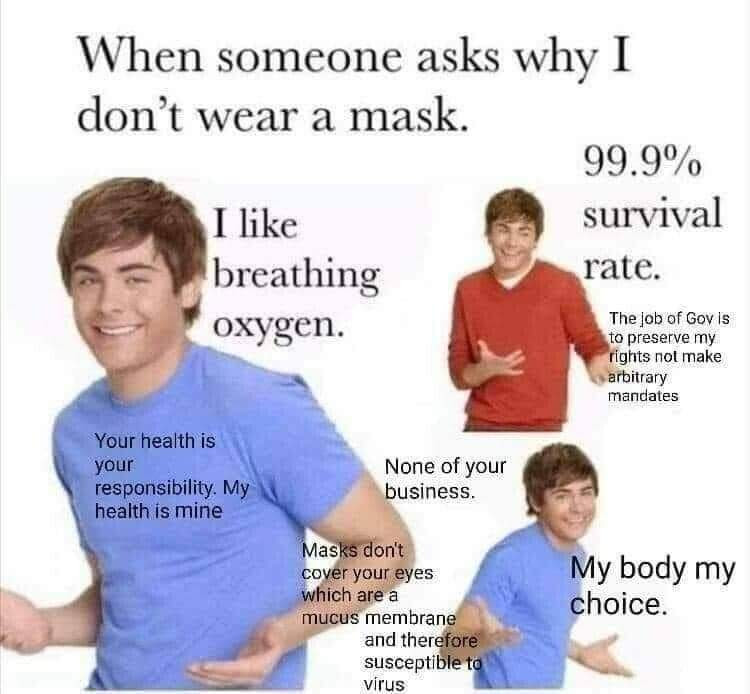 When someone asks why I
don't wear a mask.
99.9%
survival
rate.
I like
breathing
oxygen.
The job of Gov is
to preserve my
rights not make
arbitrary
mandates
Your health is
your
responsibility. My
health is mine
None of your
business.
Masks don't
cover your eyes
which are a
mucus membrane
and therefore
susceptible to
virus
My body my
choice.